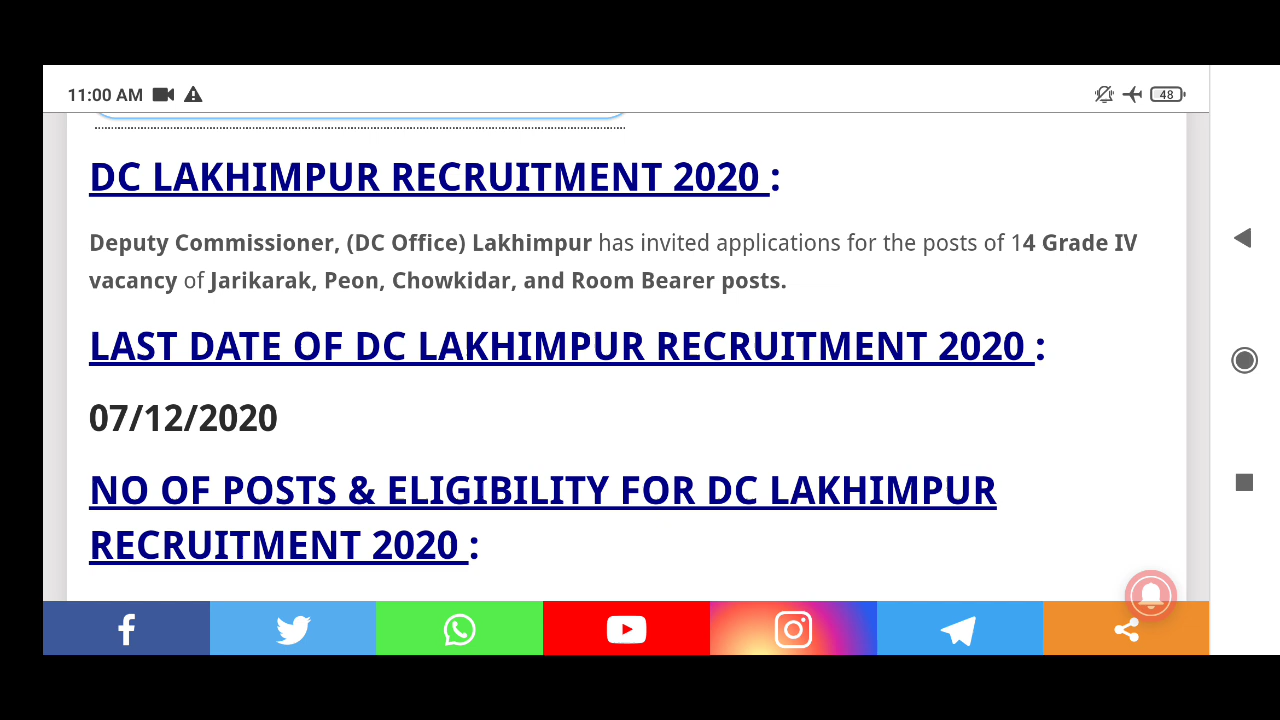 11:00 AM 48
DC LAKHIMPUR RECRUITMENT 2020 :
Deputy Commissioner, (DC Office) Lakhimpur has invited applications for the posts of 14 Grade IV
vacancy of Jarikarak, Peon, Chowkidar, and Room Bearer posts.
LAST DATE OF DC LAKHIMPUR RECRUITMENT 2020 :
07/12/2020
NO OF POSTS & ELIGIBILITY FOR DC LAKHIMPUR
RECRUITMENT 2020 :